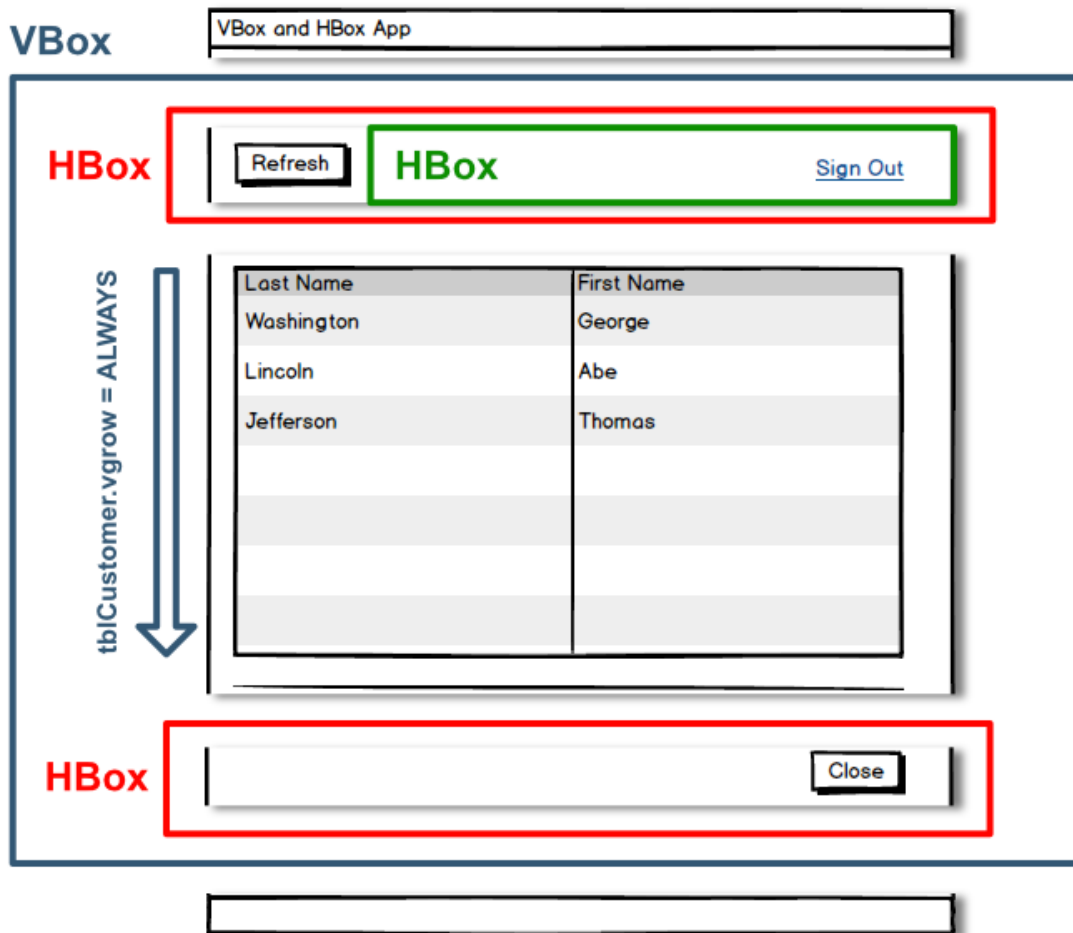 VBox
VBox and HBox App
HBox
Refresh
HBox
Sign Out
tblCustomer.vgrow = ALWAYS
Last Name First Name
Washington George
Lincoln Abe
Jefferson Thomas
HBox
Close